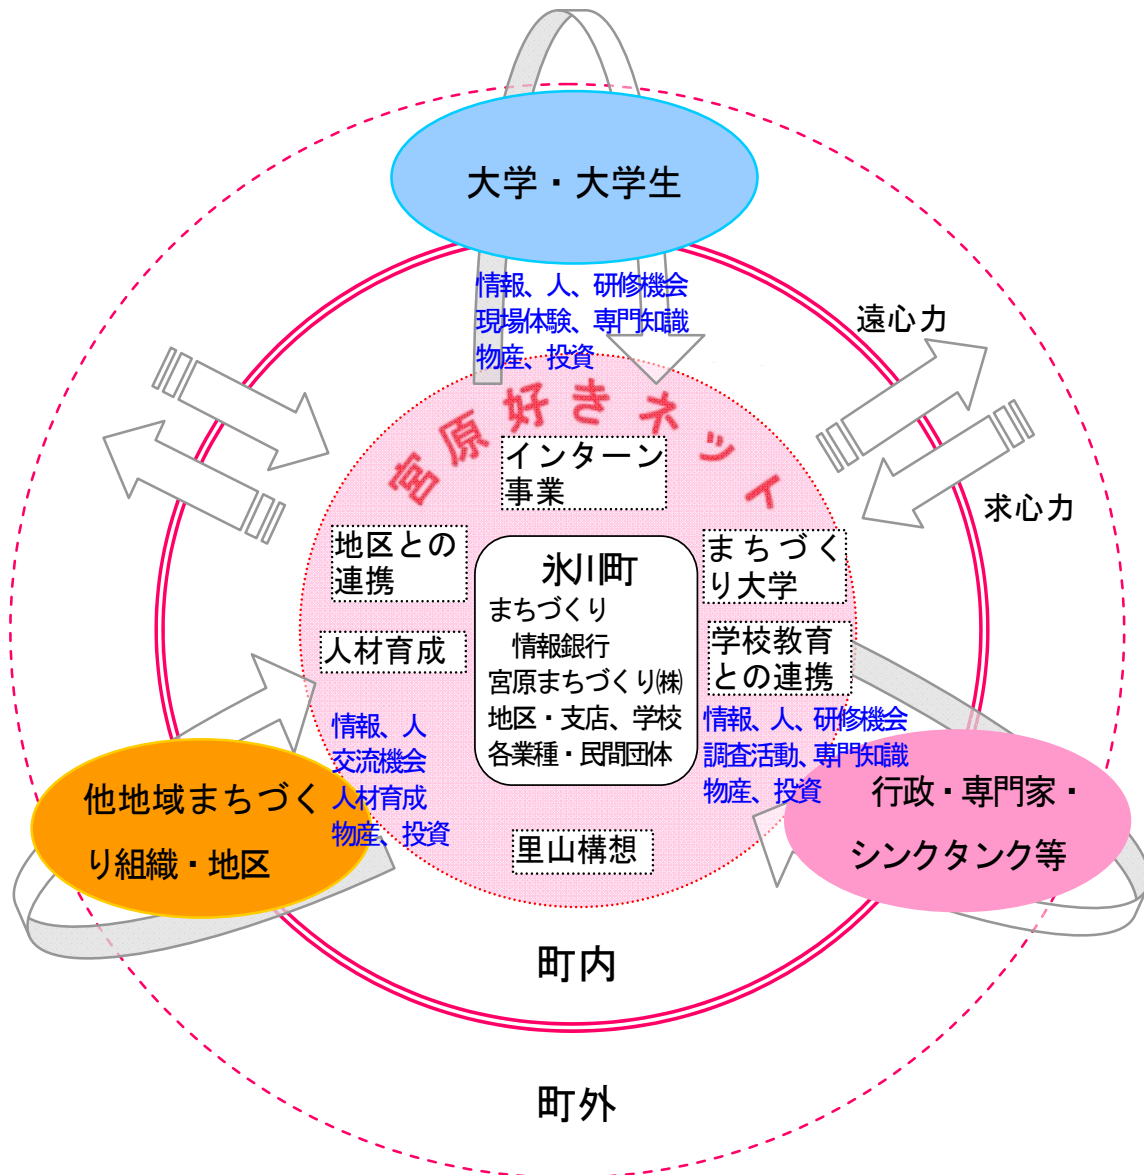 大学・大学生
情報、人、研修機会
現場体験、専門知識
物産、投資
遠心力
求心力
宮原好きネット
インターン
事業
地区との
連携
まちづく
り大学
人材育成
学校教育
との連携
氷川町
まちづくり
情報銀行
宮原まちづくり㈱
地区・支店、学校
各業種・民間団体
情報、人
交流機会
人材育成
物産、投資
情報、人、研修機会
調査活動、専門知識
物産、投資
他地域まちづく
り組織・地区
行政・専門家・
シンクタンク等
里山構想
町内
町外